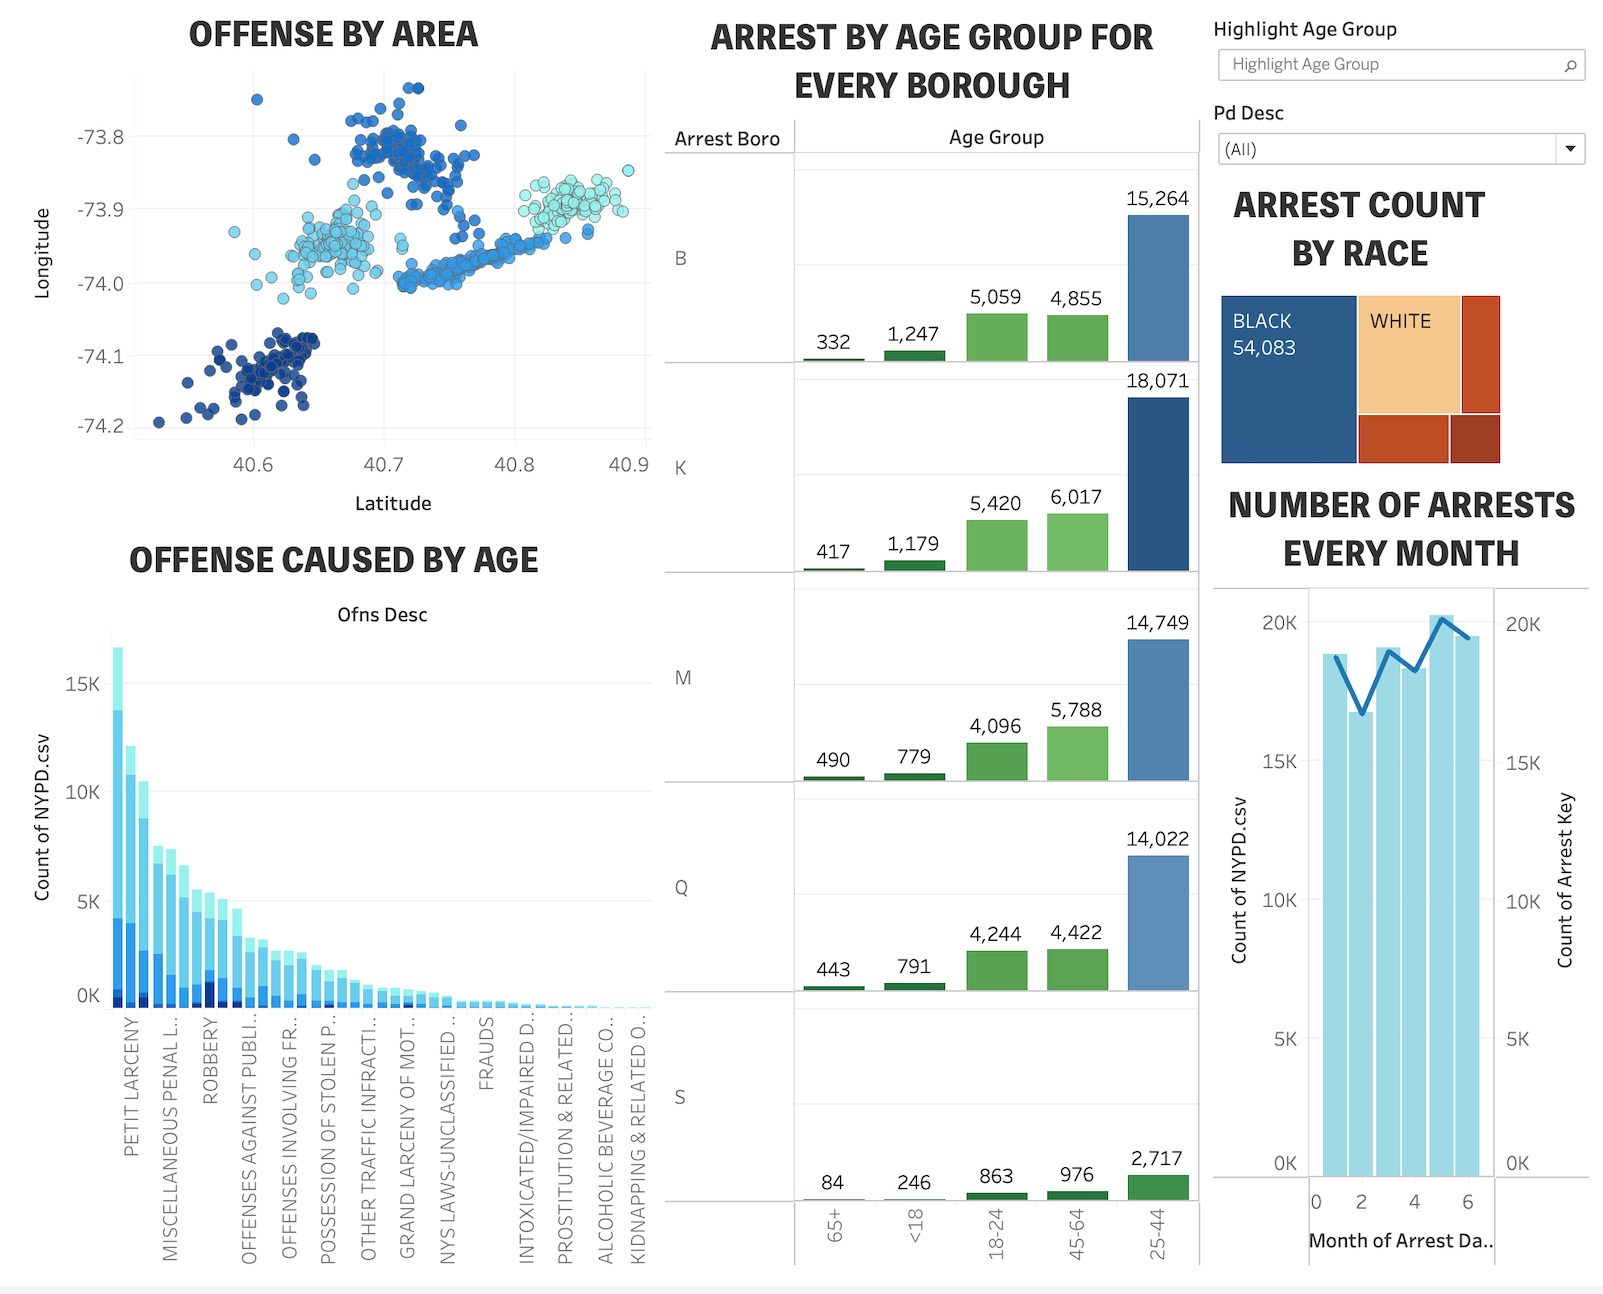 OFFENSE BY AREA
-73.8
-73.9
-74.0
-74.1
-74.2
Longitude
40.6
40.7
40.8
40.9
Latitude
OFFENSE CAUSED BY AGE
Ofns Desc
15K
10K
5K
0K
Count of NYPD.csv
PETIT LARCENY
MISCELLANEOUS PENAL L..
ROBBERY
OFFENSES AGAINST PUBLI..
OFFENSES INVOLVING FR..
POSSESSION OF STOLEN P..
OTHER TRAFFIC INFRACTI..
GRAND LARCENY OF MOT..
NYS LAWS-UNCLASSIFIED ..
FRAUDS
INTOXICATED/IMPAIRED D..
PROSTITUTION & RELATED..
ALCOHOLIC BEVERAGE CO..
KIDNAPPING & RELATED O..
ARREST BY AGE GROUP FOR
EVERY BOROUGH
Arrest Boro
Age Group
B
332
1,247
5,059
4,855
15,264
K
417
1,179
5,420
6,017
18,071
M
490
779
4,096
5,788
14,749
Q
443
791
4,244
4,422
14,022
S
84
246
863
976
2,717
65+
<18
18-24
45-64
25-44
Highlight Age Group
Highlight Age Group
Pd Desc
(All)
ARREST COUNT
BY RACE
BLACK
54,083
WHITE
NUMBER OF ARRESTS
EVERY MONTH
20K
15K
10K
5K
0K
Count of NYPD.csv
20K
15K
10K
5K
0K
Count of Arrest Key
0
2
4
6
Month of Arrest Da..